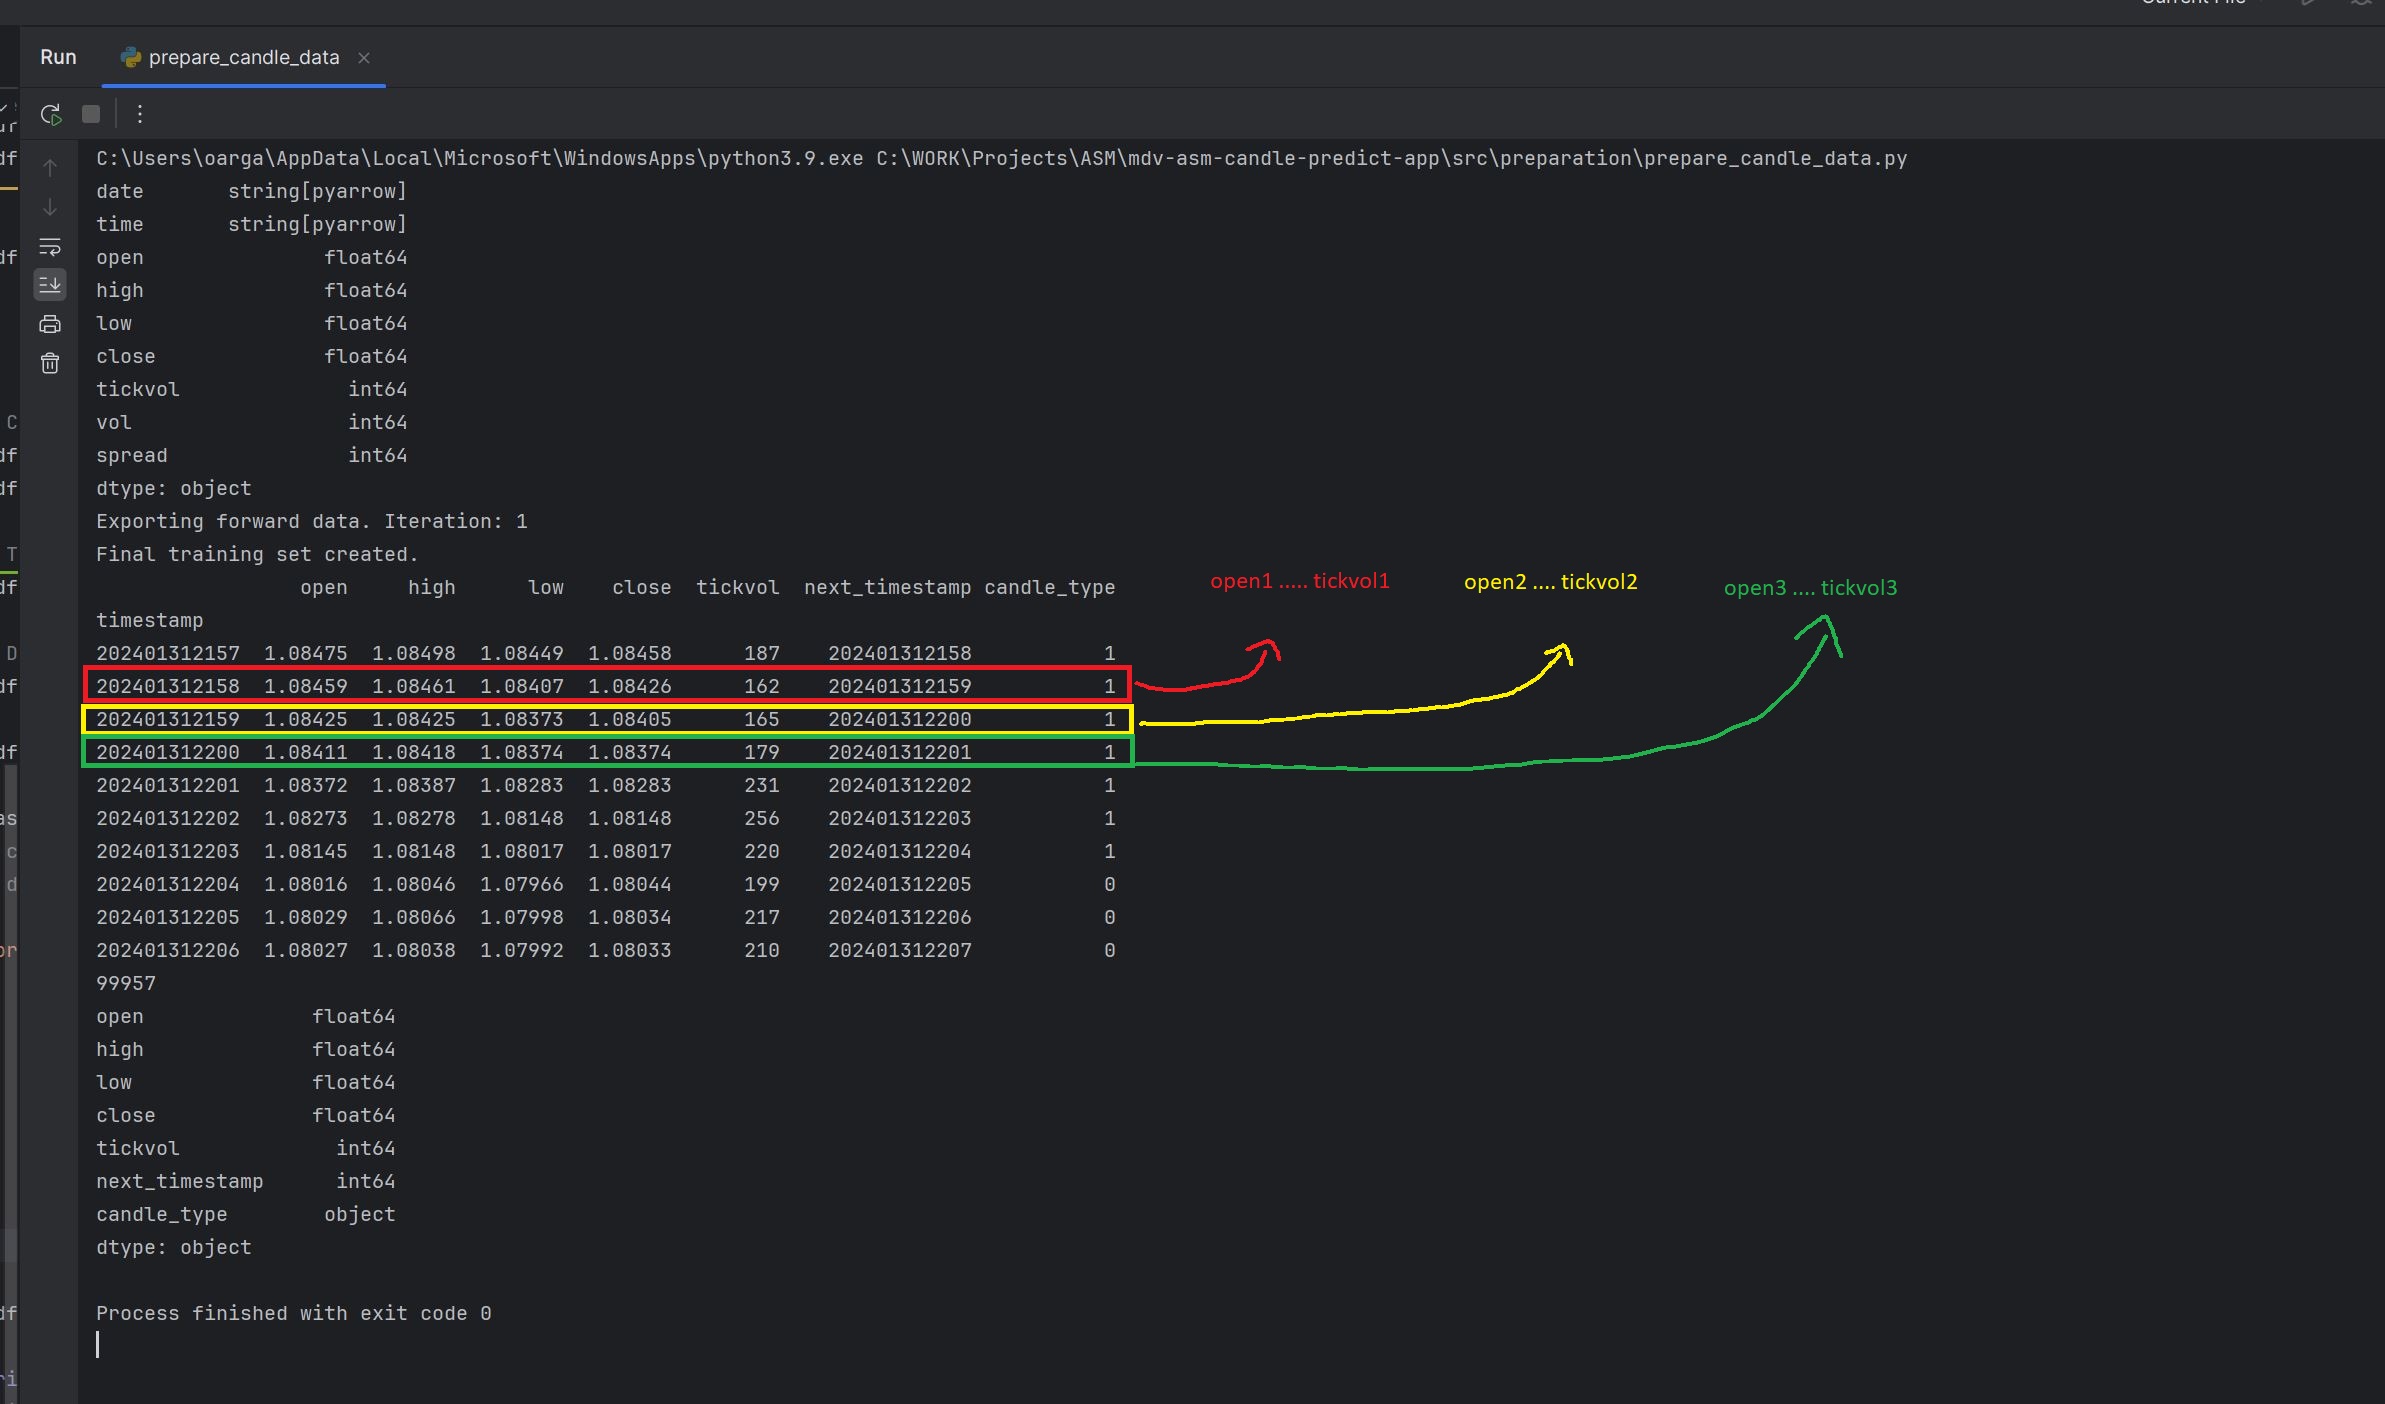 Run prepare_candle_data
C:\Users\oarga\AppData\Local\Microsoft\WindowsApps\python3.9.exe C:\WORK\Projects\ASM\mdv-asm-candle-predict-app\src\preparation\prepare_candle_data.py
date string[pyarrow]
time string[pyarrow]
open float64
high float64
low float64
close float64
tickvol int64
vol int64
spread int64
dtype: object
Exporting forward data. Iteration: 1
Final training set created.
open high low close tickvol next_timestamp candle_type open1 ..... tickvol1 open2 .... tickvol2 open3 .... tickvol3
timestamp
202401312157 1.08475 1.08498 1.08449 1.08458 187 202401312158 1
202401312158 1.08459 1.08461 1.08407 1.08426 162 202401312159 1
202401312159 1.08425 1.08425 1.08373 1.08405 165 202401312200 1
202401312200 1.08411 1.08418 1.08374 1.08374 179 202401312201 1
202401312201 1.08372 1.08387 1.08283 1.08283 231 202401312202 1
202401312202 1.08273 1.08278 1.08148 1.08148 256 202401312203 1
202401312203 1.08145 1.08148 1.08017 1.08017 220 202401312204 1
202401312204 1.08016 1.08046 1.07966 1.08044 199 202401312205 0
202401312205 1.08029 1.08066 1.07998 1.08034 217 202401312206 0
202401312206 1.08027 1.08038 1.07992 1.08033 210 202401312207 0
99957
open float64
high float64
low float64
close float64
tickvol int64
next_timestamp int64
candle_type object
dtype: object
Process finished with exit code 0